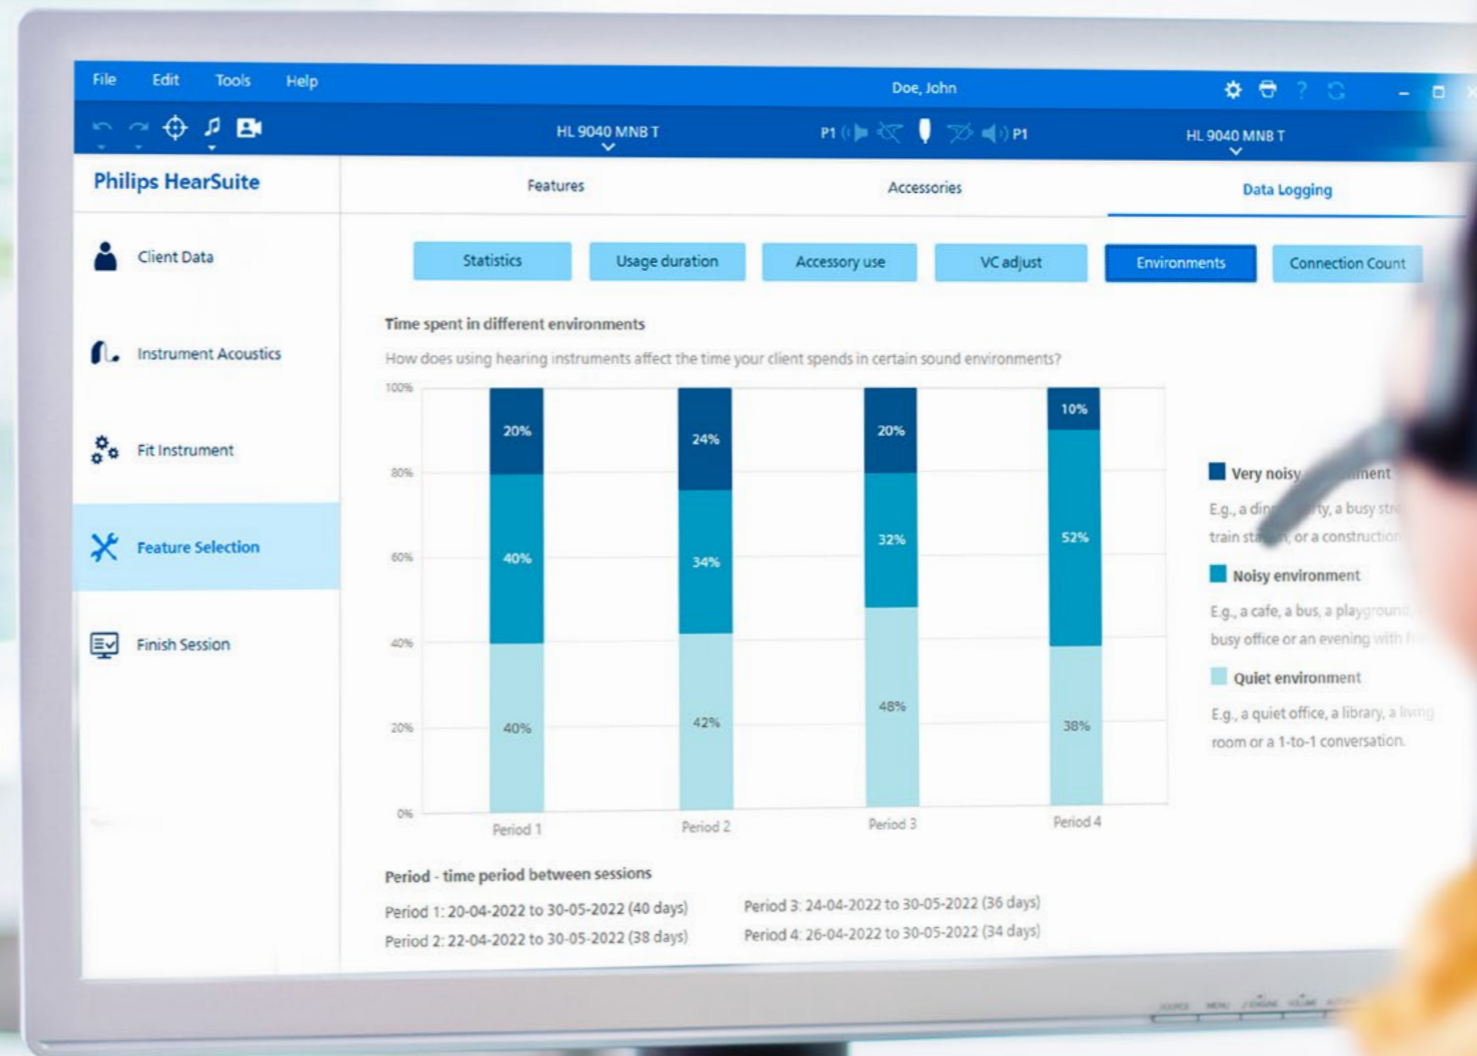 File Edit Tools Help Doe, John
HL 9040 MNB T P1 P1 HL 9040 MNB T
Philips HearSuite
Features Accessories Data Logging
Client Data
Instrument Acoustics
Fit Instrument
Feature Selection
Finish Session
Statistics Usage duration Accessory use VC adjust Environments Connection Count
Time spent in different environments
How does using hearing instruments affect the time your client spends in certain sound environments?
100%
80%
60%
40%
20%
0%
20% 24% 20% 10%
40% 34% 32% 52%
40% 42% 48% 38%
Period 1 Period 2 Period 3 Period 4
Very noisy
E.g., a a busy
train or a construction
Noisy environment
E.g., a cafe, a bus, a playground,
busy office or an evening with
Quiet environment
E.g., a quiet office, a library, a living
room or a 1-to-1 conversation.
Period - time period between sessions
Period 1: 20-04-2022 to 30-05-2022 (40 days)
Period 2: 22-04-2022 to 30-05-2022 (38 days)
Period 3: 24-04-2022 to 30-05-2022 (36 days)
Period 4: 26-04-2022 to 30-05-2022 (34 days)
SOURCE MENU VOLUME